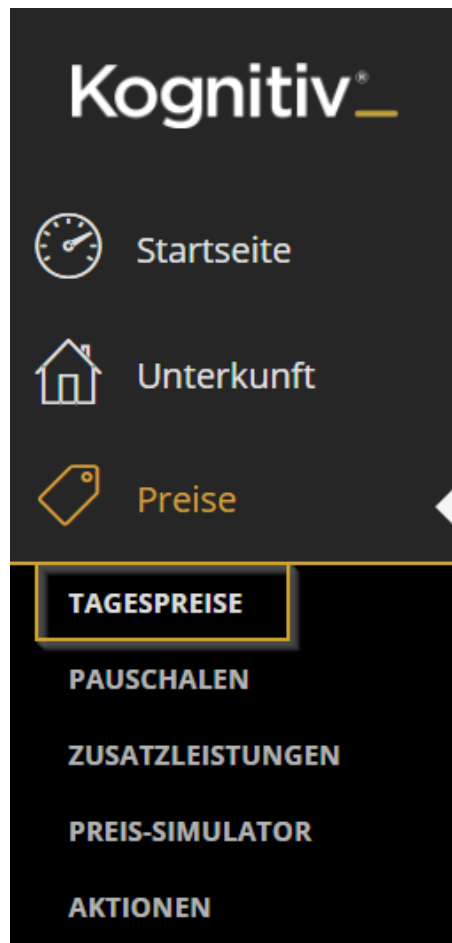 Kognitiv®_
Startseite
Unterkunft
Preise
TAGESPREISE
PAUSCHALEN
ZUSATZLEISTUNGEN
PREIS-SIMULATOR
AKTIONEN